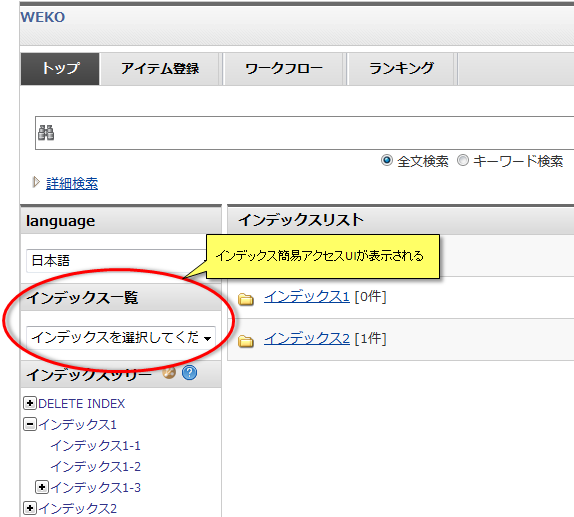 WEKO
トップ アイテム登録 ワークフロー ランキング
全文検索 キーワード検索
詳細検索
language
日本語
インデックス一覧
インデックスを選択してくだ
インデックスツリー
DELETE INDEX
インデックス1
インデックス1-1
インデックス1-2
インデックス1-3
インデックス2
インデックスリスト
インデックス簡易アクセスUIが表示される
インデックス1 [0件]
インデックス2 [1件]